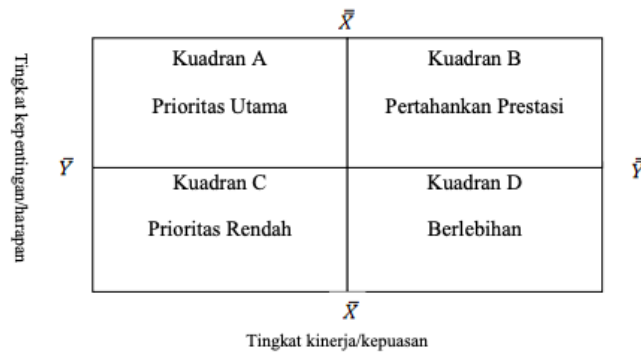 X̿
Tingkat kepentingan/harapan
Kuadran A
Prioritas Utama
Kuadran B
Pertahankan Prestasi
Y̅
Y̿
Kuadran C
Prioritas Rendah
Kuadran D
Berlebihan
X̅
Tingkat kinerja/kepuasan